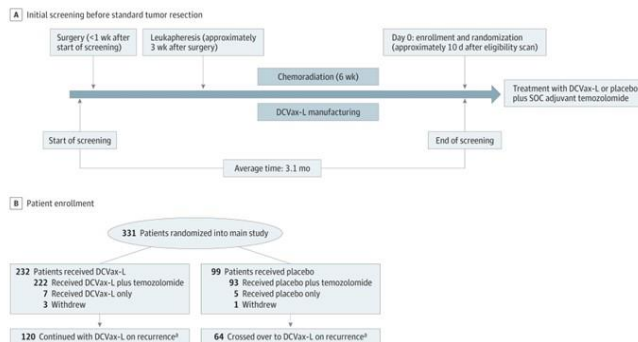 A Initial screening before standard tumor resection
Surgery (<1 wk after
start of screening)
Leukapheresis (approximately
3 wk after surgery)
Day 0: enrollment and randomization
(approximately 10 d after eligibility scan)
Chemoradiation (6 wk)
Treatment with DCVax-L or placebo
plus SOC adjuvant temozolomide
DCVax-L manufacturing
Start of screening
End of screening
Average time: 3.1 mo
B Patient enrollment
331 Patients randomized into main study
232 Patients received DCVax-L
222 Received DCVax-L plus temozolomide
7 Received DCVax-L only
3 Withdrew
99 Patients received placebo
93 Received placebo plus temozolomide
5 Received placebo only
1 Withdrew
120 Continued with DCVax-L on recurrenceᵃ
64 Crossed over to DCVax-L on recurrenceᵃ